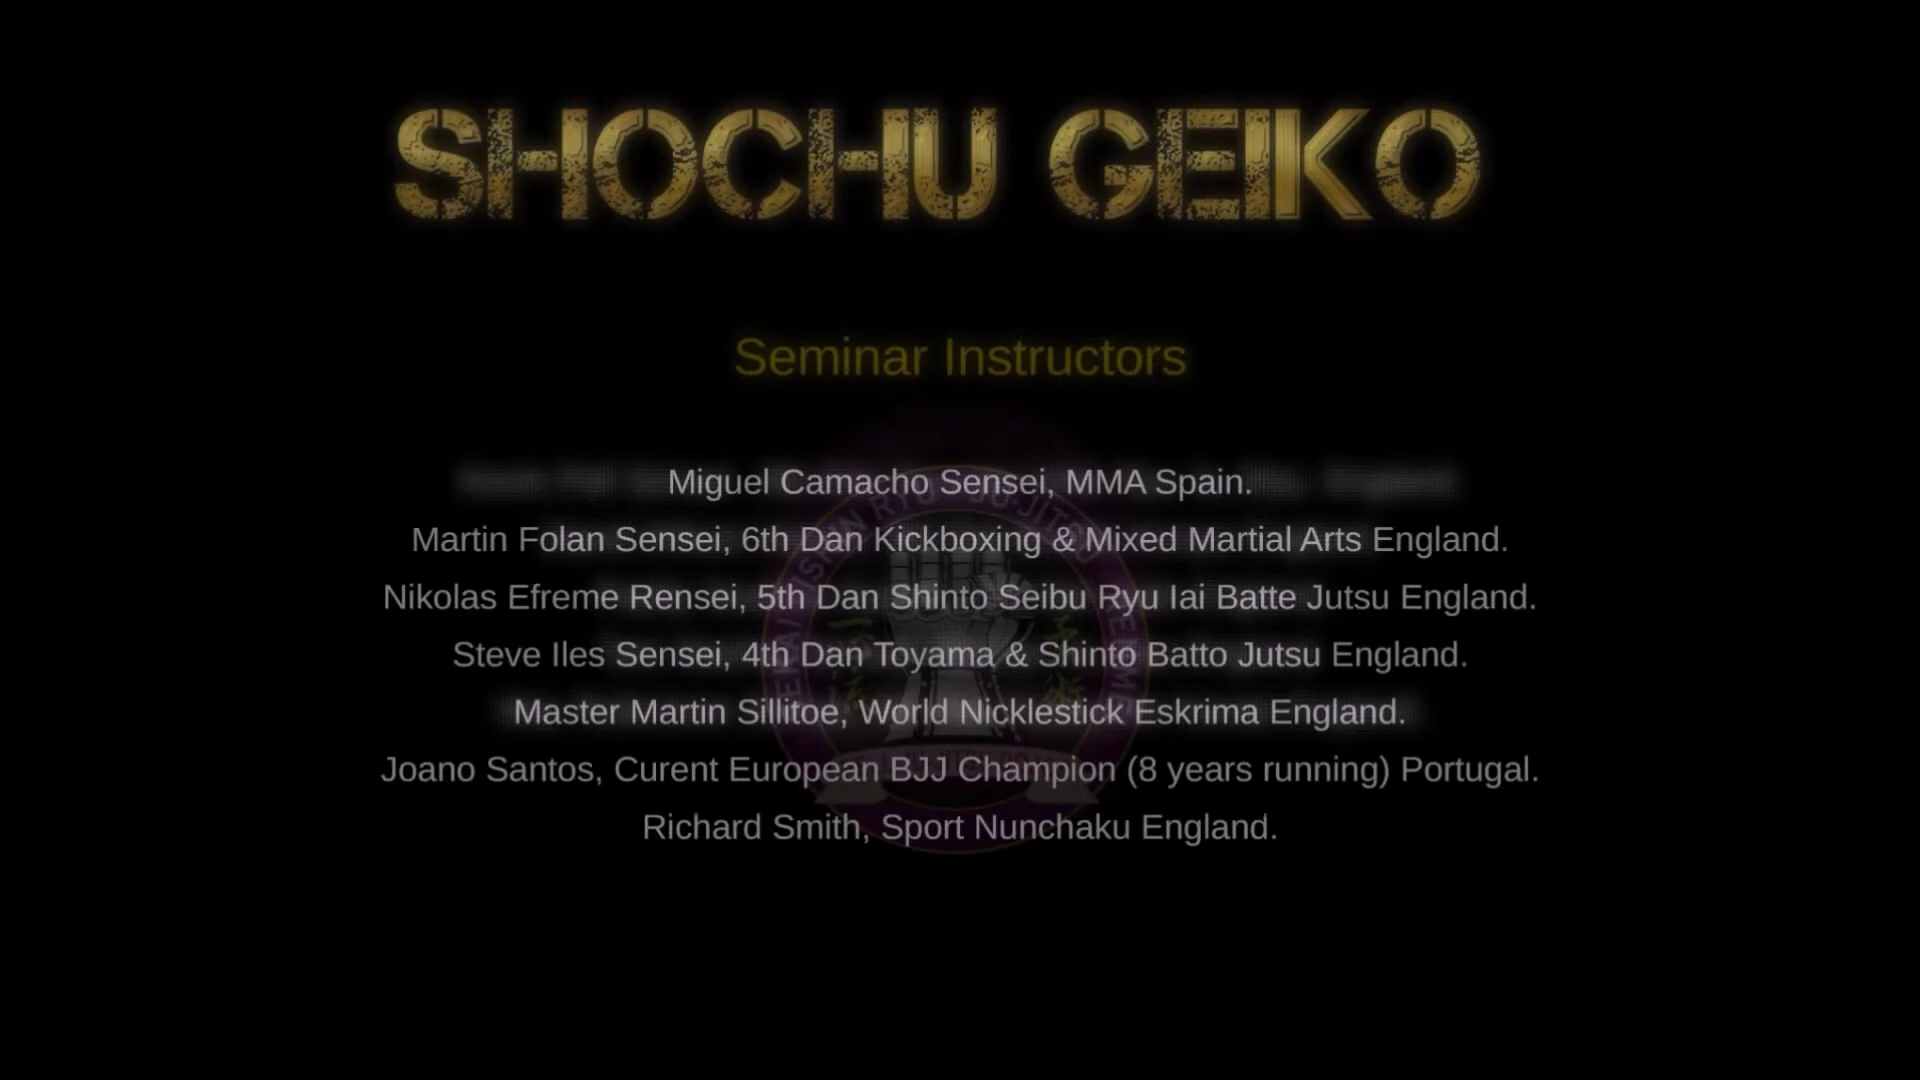 SHOCHU GEIKO
Seminar Instructors
Miguel Camacho Sensei, MMA Spain.
Martin Folan Sensei, 6th Dan Kickboxing & Mixed Martial Arts England.
Nikolas Efreme Rensei, 5th Dan Shinto Seibu Ryu Iai Batte Jutsu England.
Steve Iles Sensei, 4th Dan Toyama & Shinto Batto Jutsu England.
Master Martin Sillitoe, World Nicklestick Eskrima England.
Joano Santos, Curent European BJJ Champion (8 years running) Portugal.
Richard Smith, Sport Nunchaku England.
RYU JU-JITSU